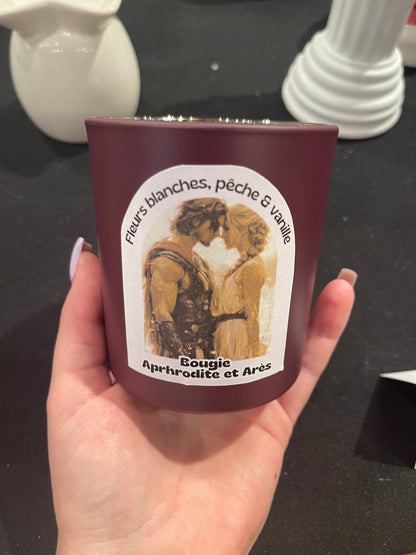 Fleurs blanches, pêche & vanille
Bougie
Aprhrodite et Arès